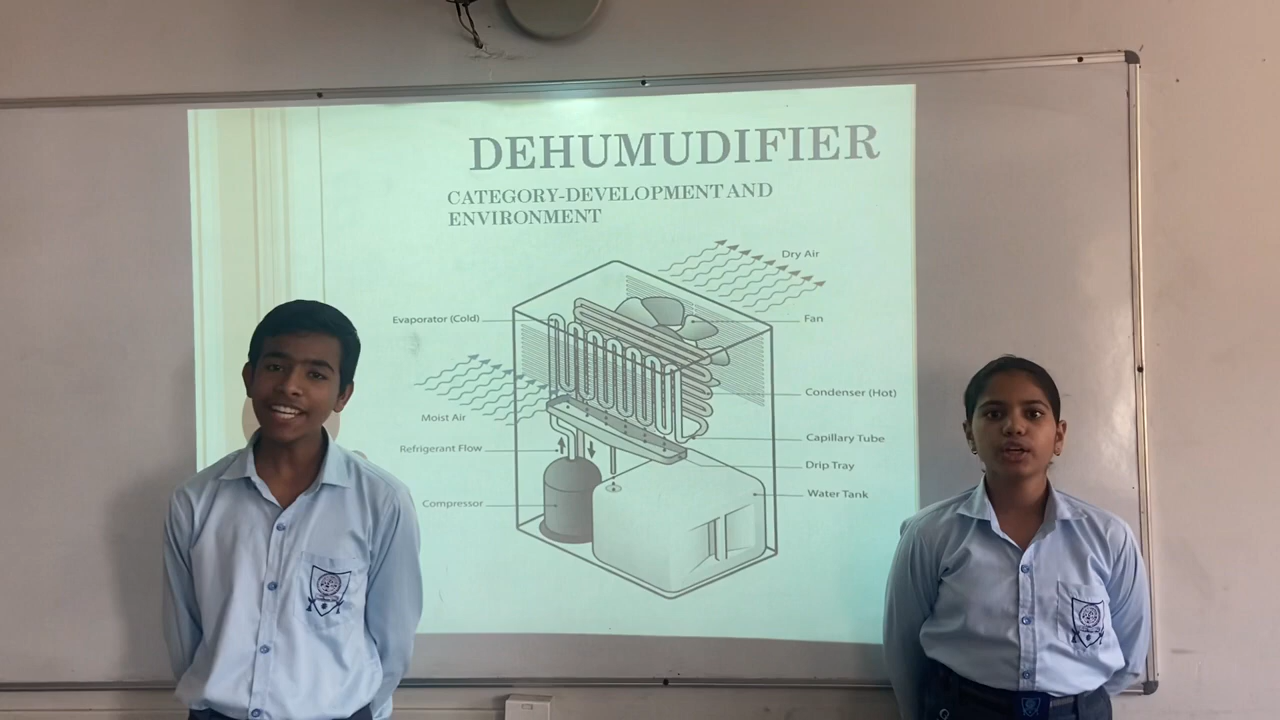 DEHUMUDIFIER
CATEGORY-DEVELOPMENT AND
ENVIRONMENT
Dry Air
Evaporator (Cold)
Fan
Condenser (Hot)
Moist Air
Capillary Tube
Refrigerant Flow
Drip Tray
Water Tank
Compressor